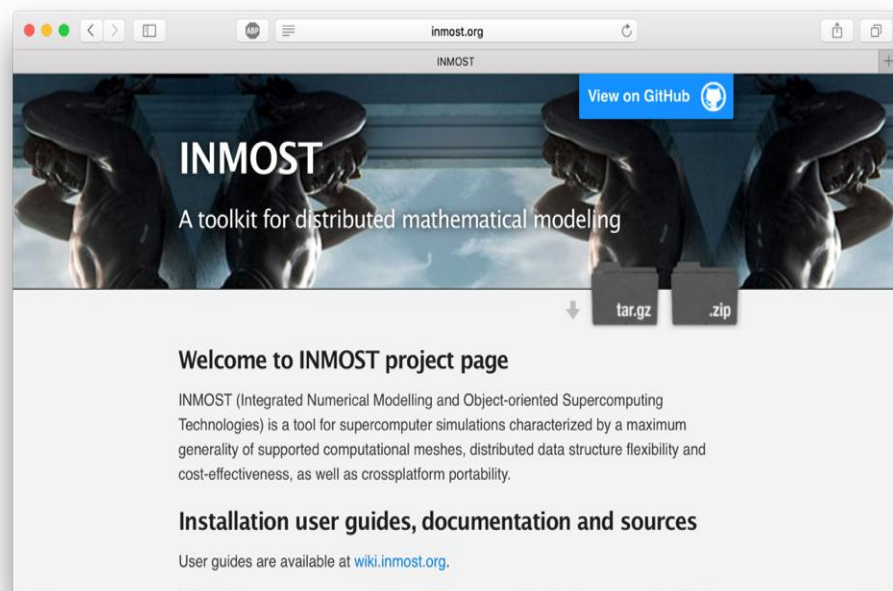 ABP
inmost.org
INMOST
View on GitHub
INMOST
A toolkit for distributed mathematical modeling
tar.gz
.zip
Welcome to INMOST project page
INMOST (Integrated Numerical Modelling and Object-oriented Supercomputing
Technologies) is a tool for supercomputer simulations characterized by a maximum
generality of supported computational meshes, distributed data structure flexibility and
cost-effectiveness, as well as crossplatform portability.
Installation user guides, documentation and sources
User guides are available at wiki.inmost.org.